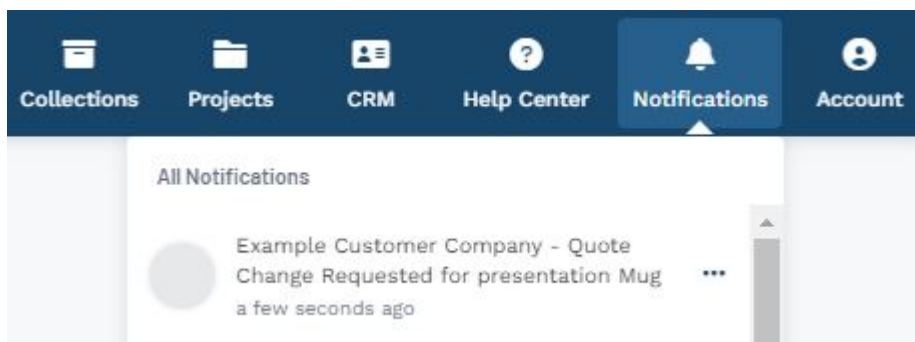 Collections Projects CRM Help Center Notifications Account
All Notifications
Example Customer Company - Quote
Change Requested for presentation Mug
a few seconds ago